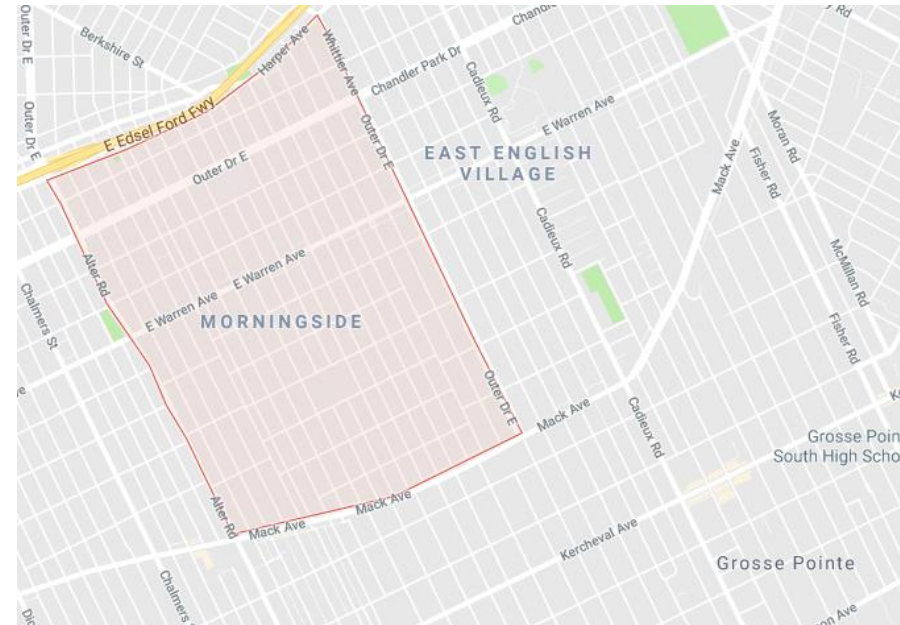 Outer Dr E
Berkshire St
Harper Ave
Whittier Ave
Chandler Park Dr
Outer Dr E
E Edsel Ford Fwy
Cadieux Rd
E Warren Ave
Outer Dr E
Outer Dr E
EAST ENGLISH
VILLAGE
Mack Ave
Moran Rd
Fisher Rd
Cadieux Rd
McMillan Rd
Alter Rd
E Warren Ave
E Warren Ave
Chalmers St
MORNINGSIDE
Fisher Rd
Outer Dr E
Mack Ave
Cadieux Rd
Grosse Poin
South High Scho
Alter Rd
Mack Ave
Mack Ave
Kercheval Ave
Grosse Pointe
Chalmers